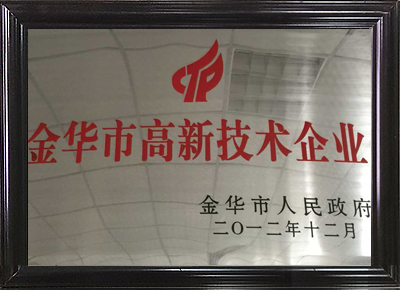 金华市高新技术企业
金华市人民政府
二〇一二年十二月